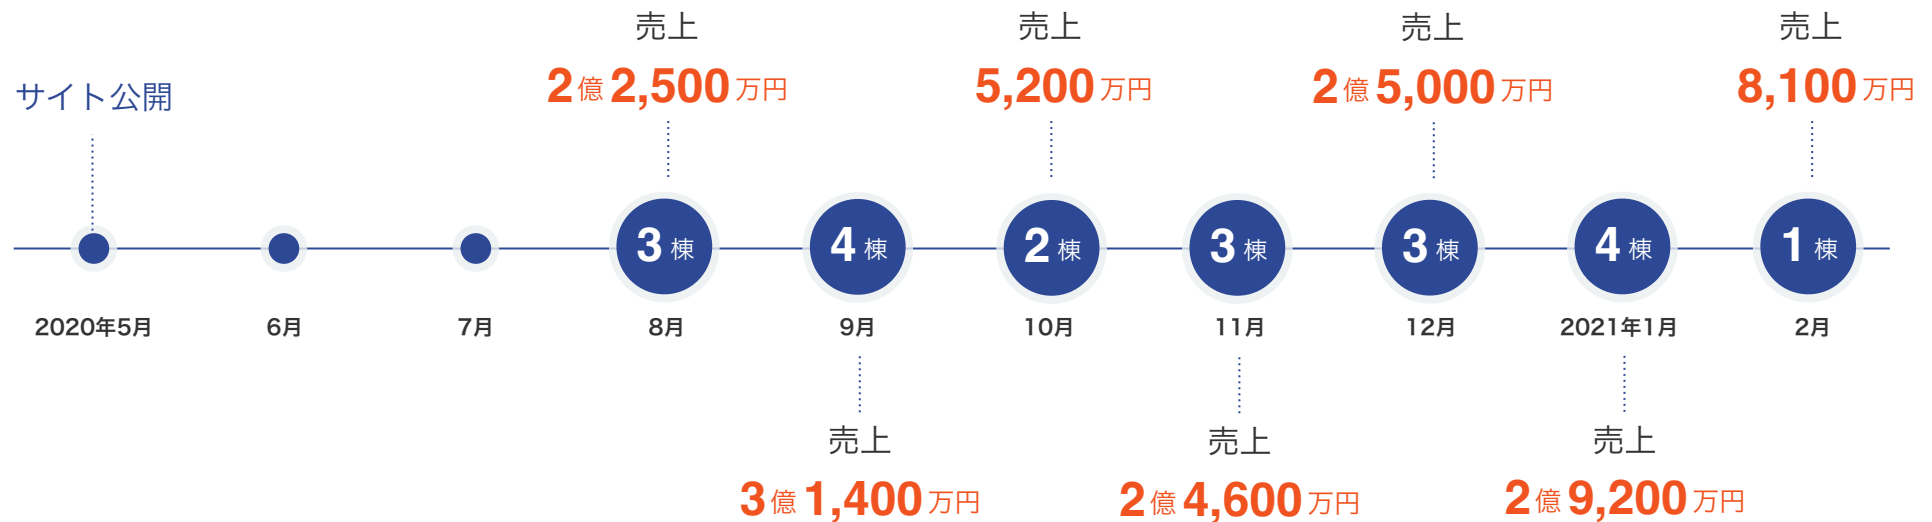 売上
売上
売上
売上
2億2,500万円
5,200万円
2億5,000万円
8,100万円
サイト公開
3棟
4棟
2棟
3棟
3棟
4棟
1棟
2020年5月
6月
7月
8月
9月
10月
11月
12月
2021年1月
2月
売上
売上
売上
3億1,400万円
2億4,600万円
2億9,200万円